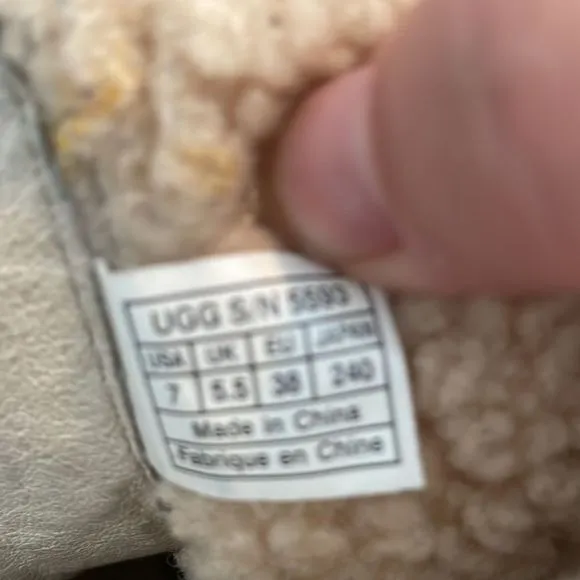 UGG S/N 5593
USA UK EU JAPAN
7 5.5 38 240
Made in China
Fabrique en Chine